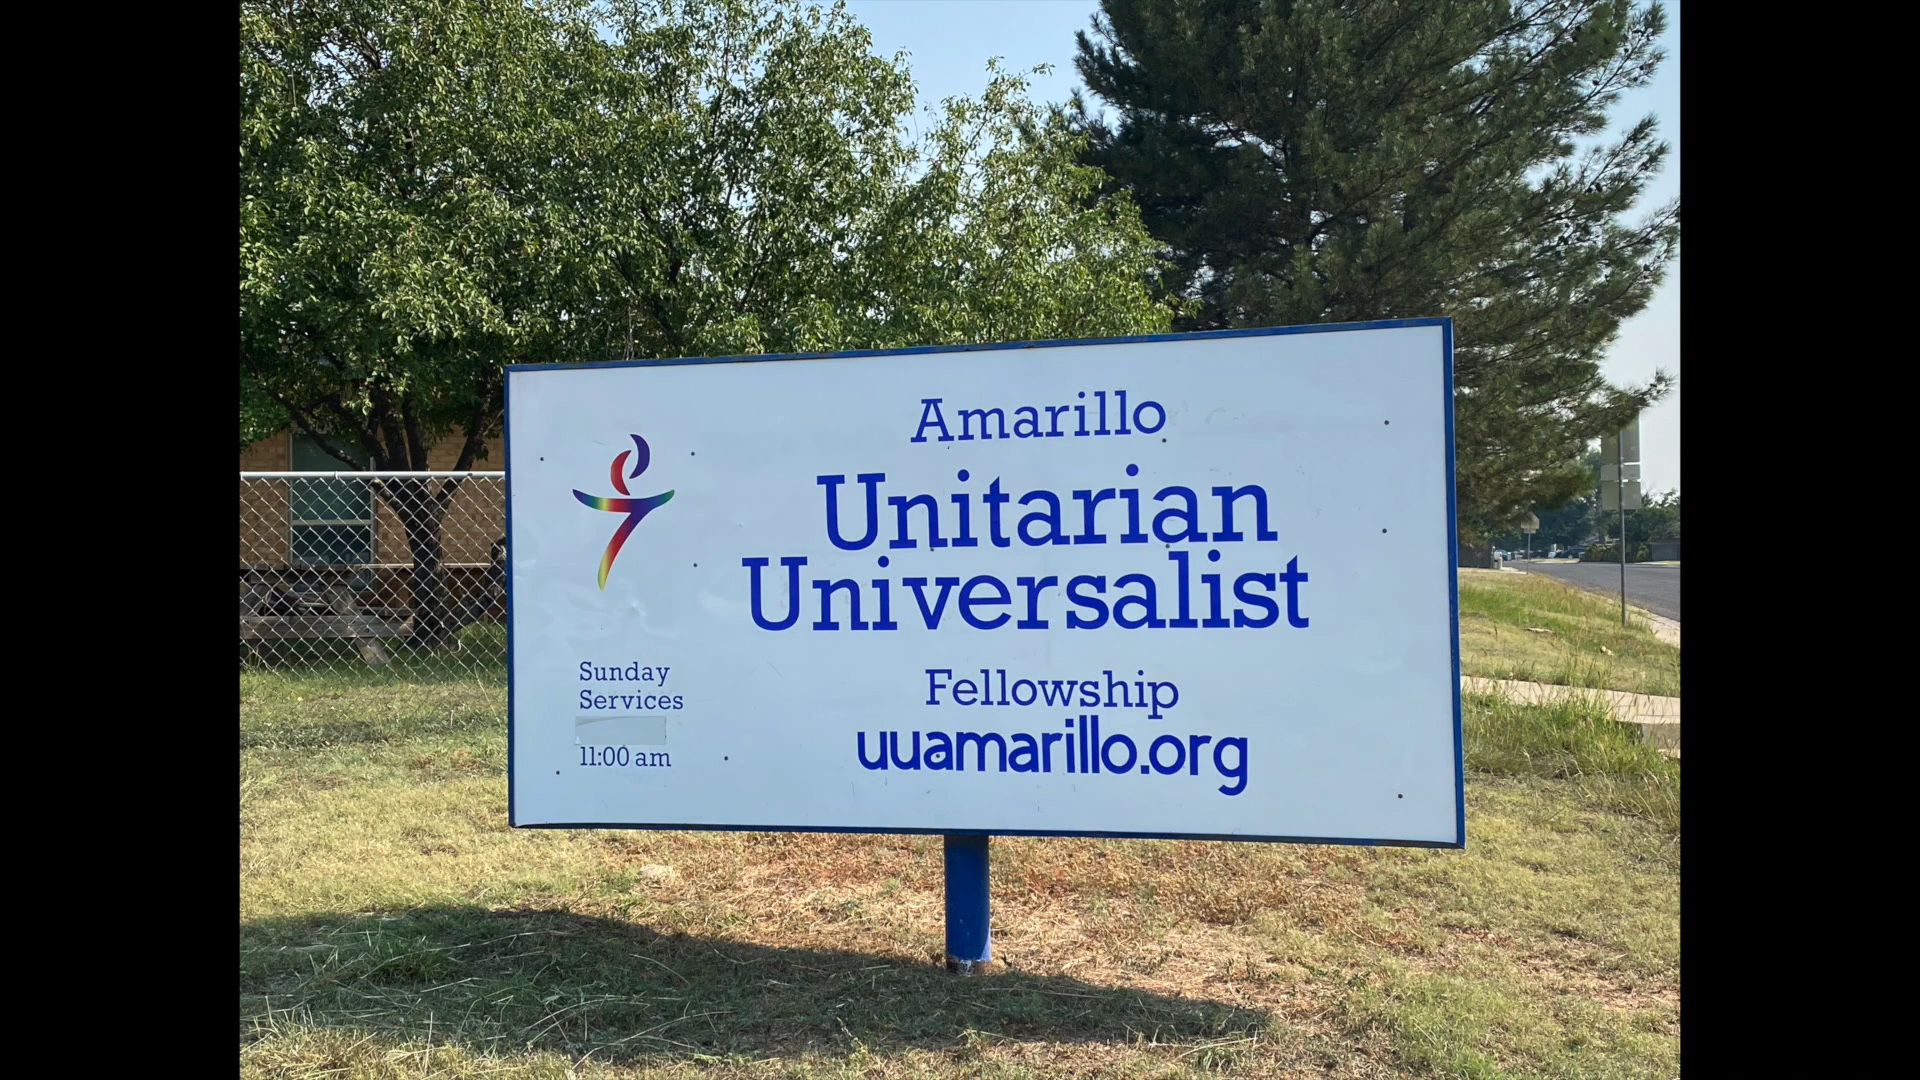 Amarillo
Unitarian
Universalist
Fellowship
uuamarillo.org
Sunday
Services
11:00 am